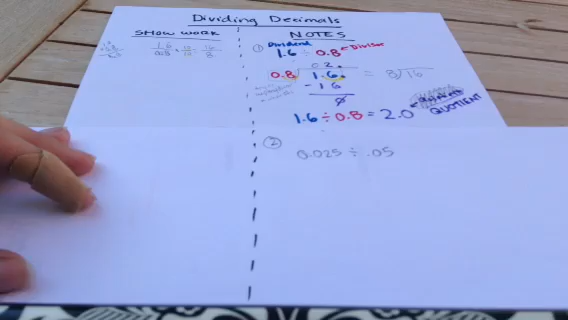 Dividing Decimals
SHOW WORK
NOTES
1.6 10 16
0.8 10 8
① Dividend
1.6 ÷ 0.8 ← Divisor
02.
0.8 1.6. = 8 16
- 16
0
1.6 ÷ 0.8 = 2.0 ← QUOTIENT
② 0.025 ÷ .05